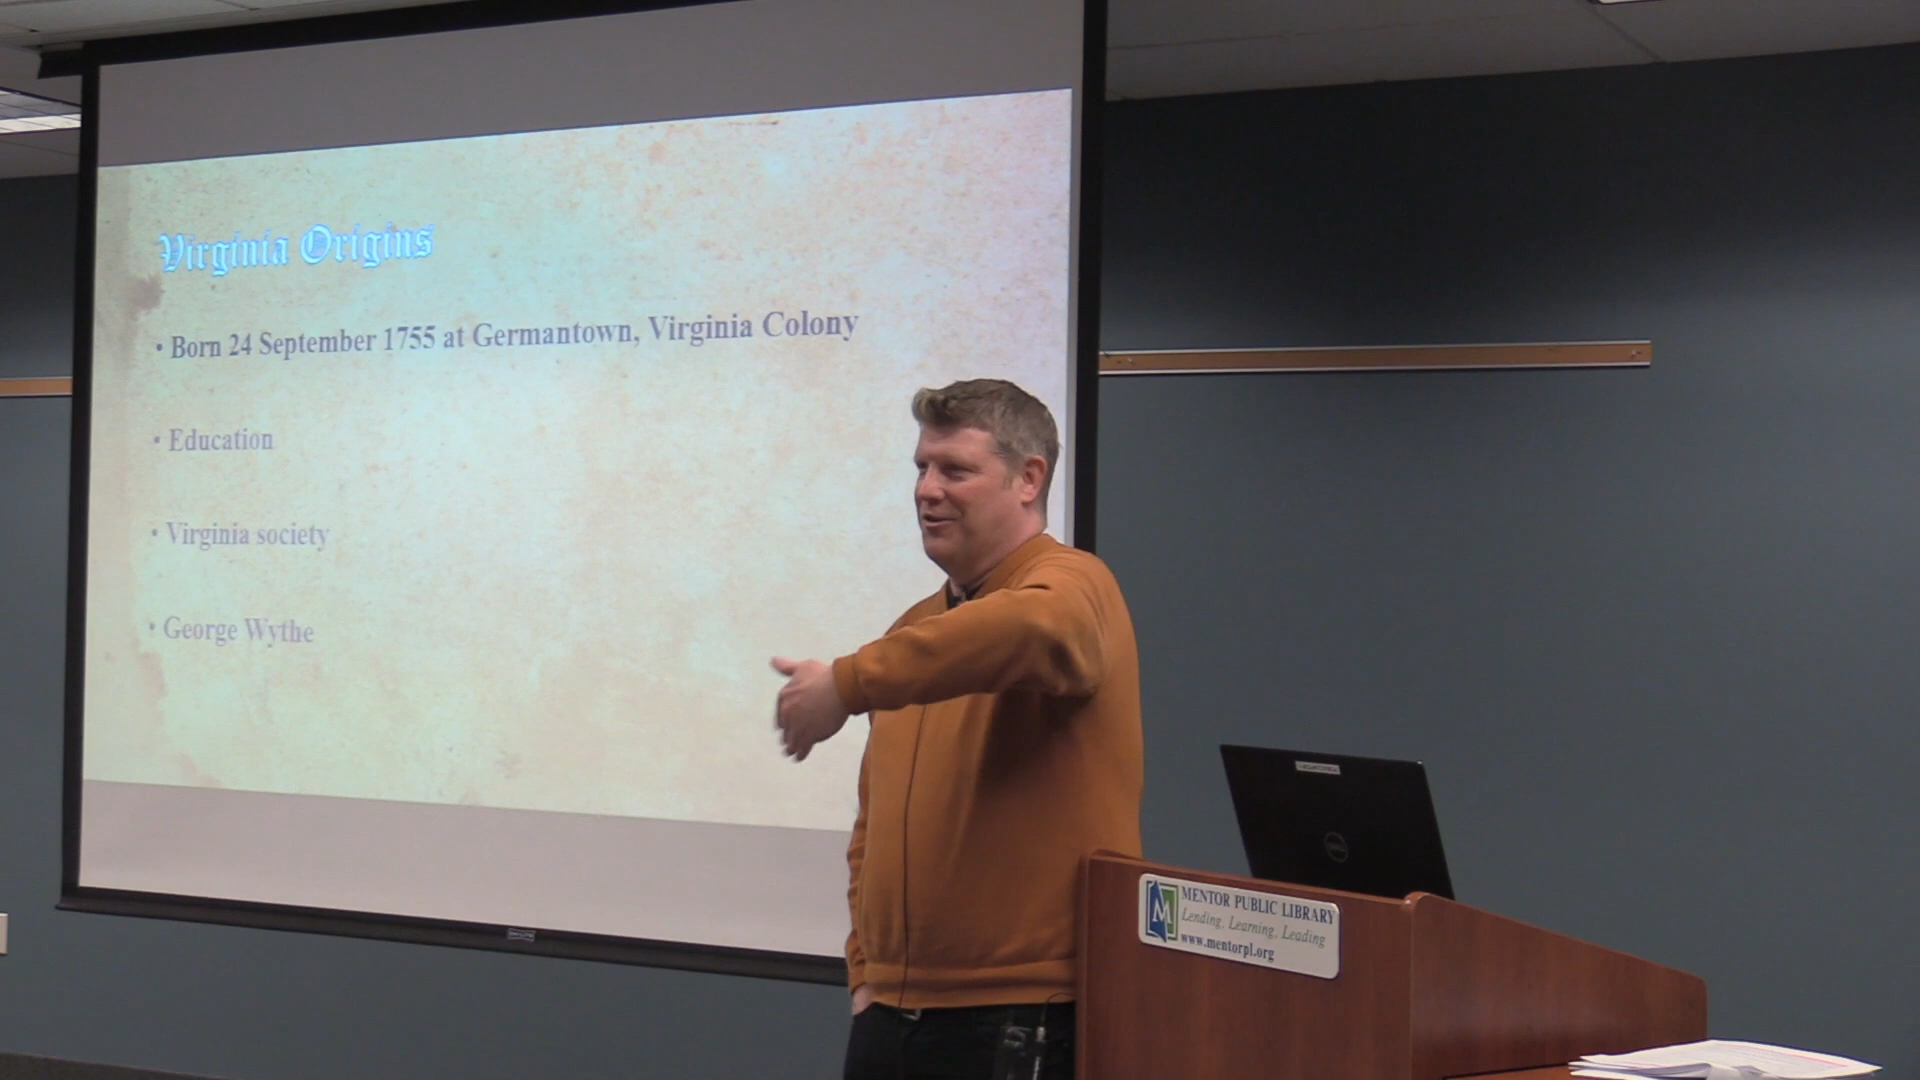 Virginia Origins
• Born 24 September 1755 at Germantown, Virginia Colony
• Education
• Virginia society
• George Wythe
DELL
M
MENTOR PUBLIC LIBRARY
Lending, Learning, Leading
www.mentorpl.org